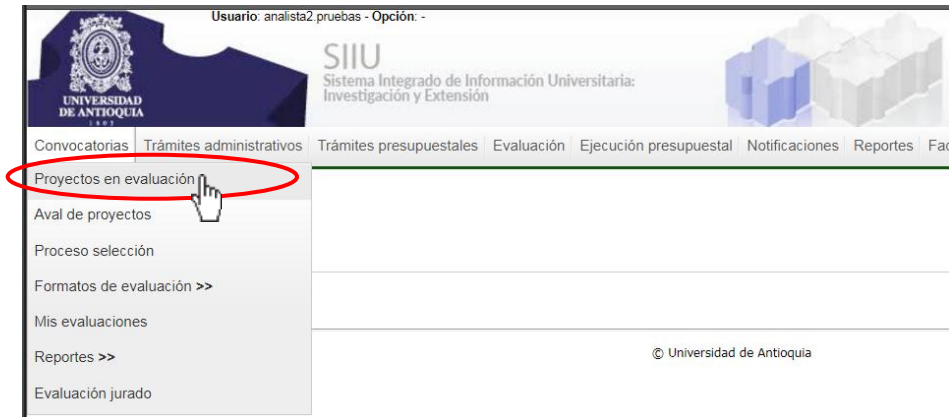 Usuario: analista2.pruebas - Opción: -
SIIU
Sistema Integrado de Información Universitaria:
Investigación y Extensión
UNIVERSIDAD
DE ANTIOQUIA
1803
Convocatorias Trámites administrativos Trámites presupuestales Evaluación Ejecución presupuestal Notificaciones Reportes Fac
Proyectos en evaluación
Aval de proyectos
Proceso selección
Formatos de evaluación >>
Mis evaluaciones
Reportes >>
© Universidad de Antioquia
Evaluación jurado